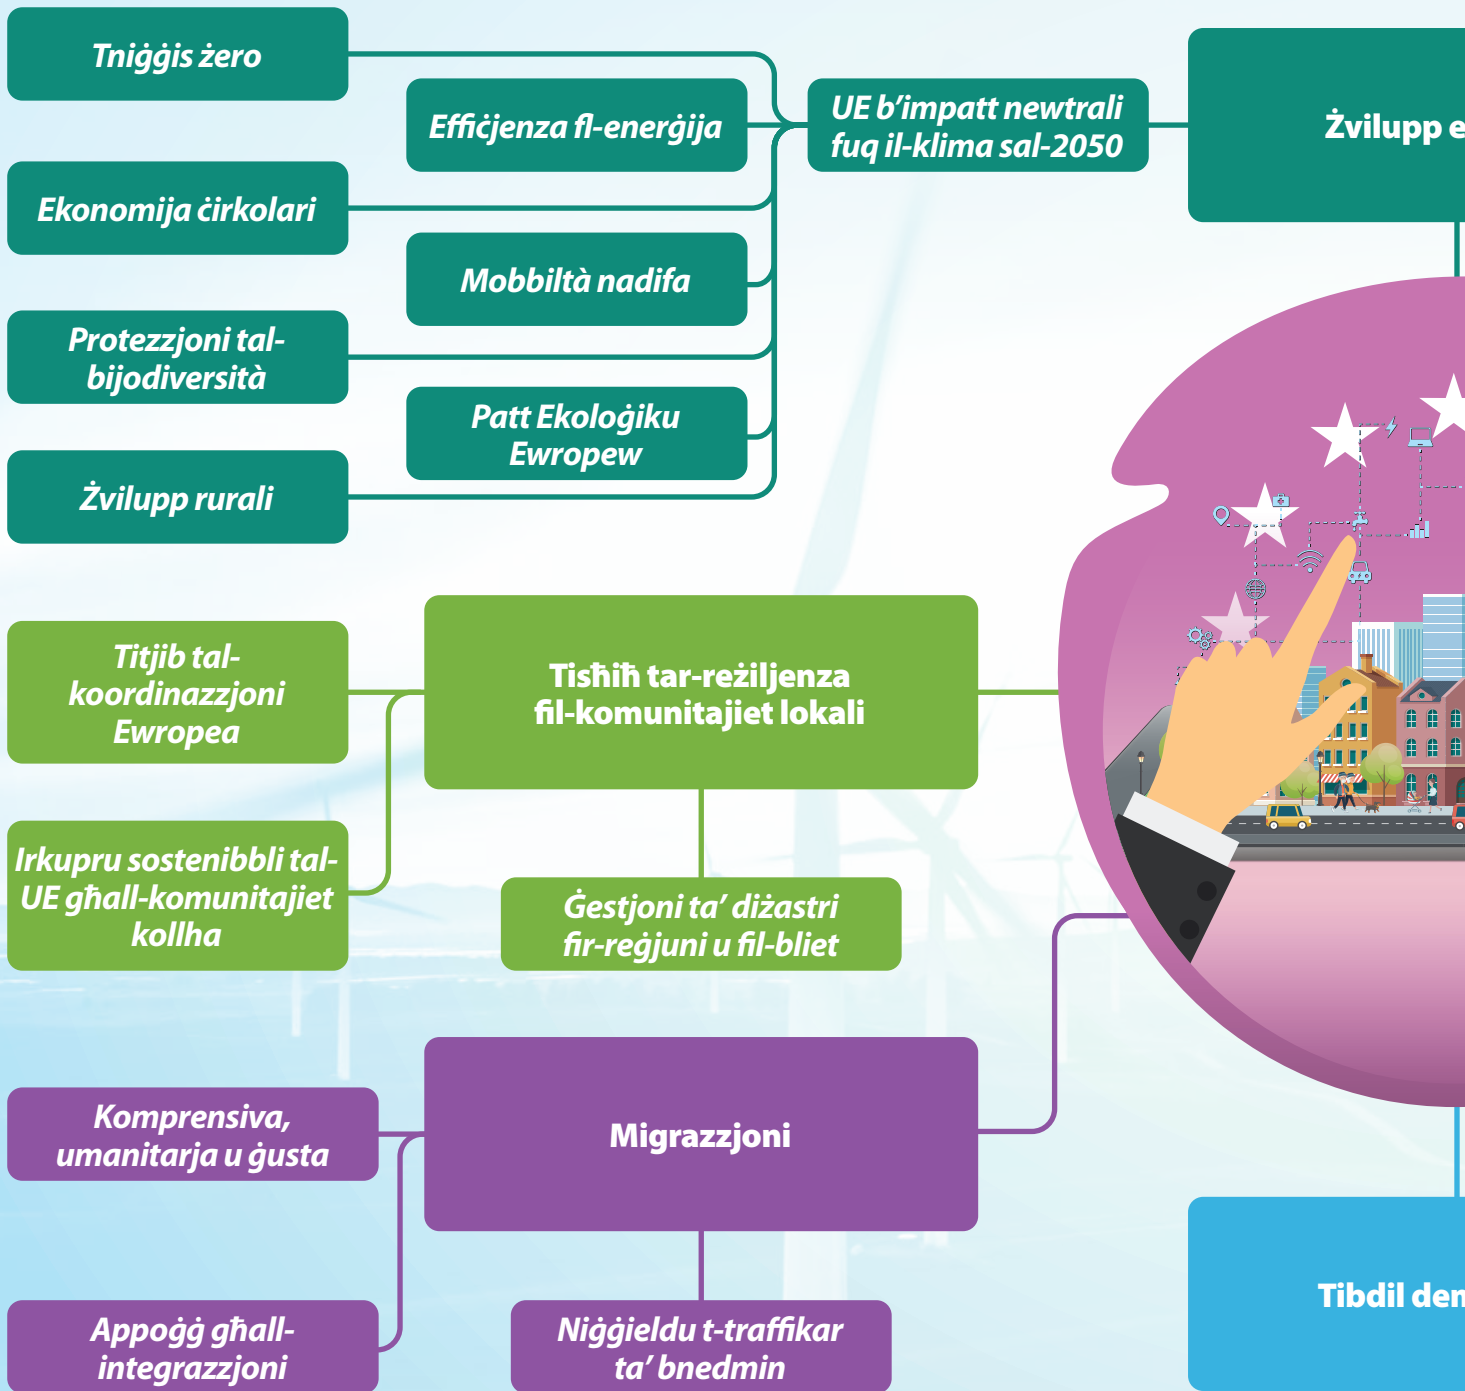 Tniġġis żero
Effiċjenza fl-enerġija
UE b’impatt newtrali
fuq il-klima sal-2050
Żvilupp e
Ekonomija ċirkolari
Mobbiltà nadifa
Protezzjoni tal-
bijodiversità
Patt Ekoloġiku
Ewropew
Żvilupp rurali
Titjib tal-
koordinazzjoni
Ewropea
Tisħiħ tar-reżiljenza
fil-komunitajiet lokali
Irkupru sostenibbli tal-
UE għall-komunitajiet
kollha
Ġestjoni ta’ diżastri
fir-reġjuni u fil-bliet
Komprensiva,
umanitarja u ġusta
Migrazzjoni
Appoġġ għall-
integrazzjoni
Niġġieldu t-traffikar
ta’ bnedmin
Tibdil dem